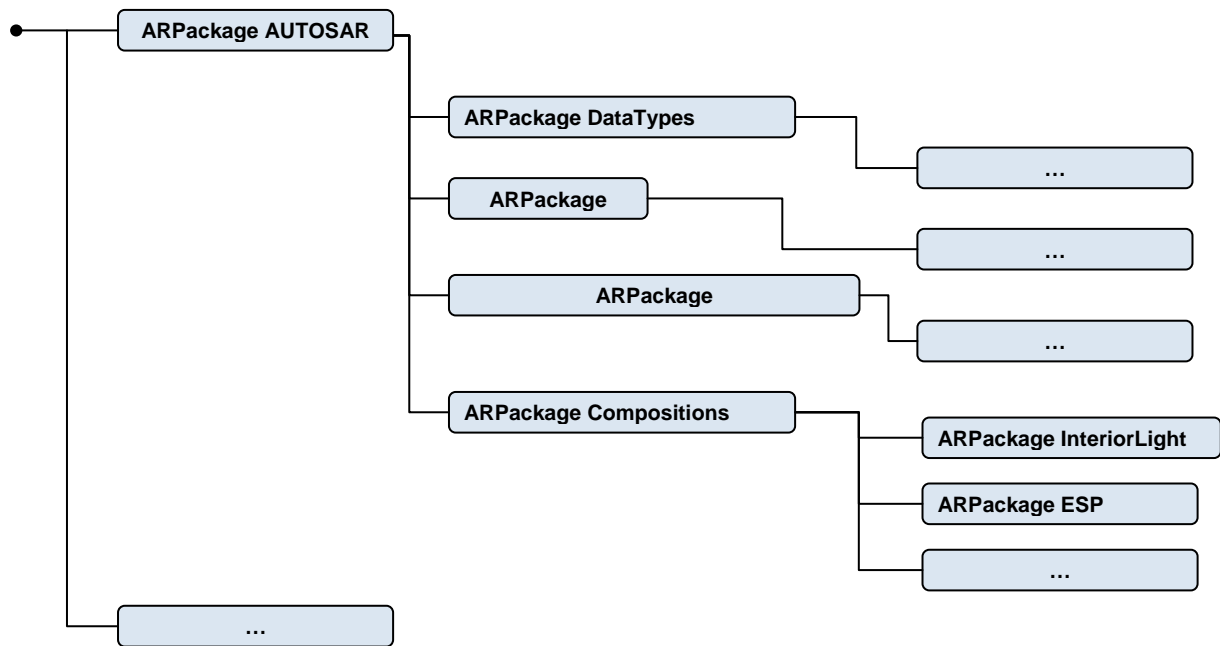 ARPackage AUTOSAR
ARPackage DataTypes
…
ARPackage
…
ARPackage
…
ARPackage Compositions
ARPackage InteriorLight
ARPackage ESP
…
…